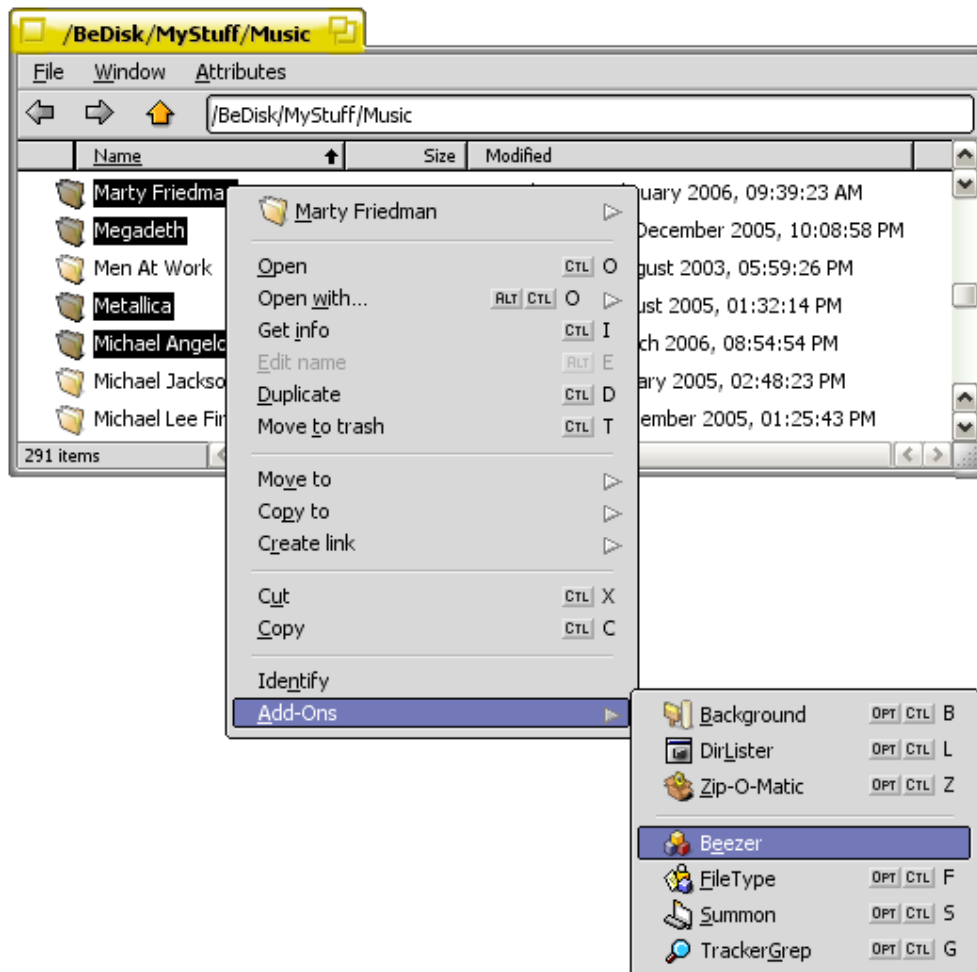 /BeDisk/MyStuff/Music
File Window Attributes
/BeDisk/MyStuff/Music
Name Size Modified
Marty Friedma uary 2006, 09:39:23 AM
Megadeth December 2005, 10:08:58 PM
Men At Work gust 2003, 05:59:26 PM
Metallica ust 2005, 01:32:14 PM
Michael Angelo ch 2006, 08:54:54 PM
Michael Jackso ary 2005, 02:48:23 PM
Michael Lee Fir ember 2005, 01:25:43 PM
291 items
Marty Friedman
Open CTL O
Open with... ALT CTL O
Get info CTL I
Edit name ALT E
Duplicate CTL D
Move to trash CTL T
Move to
Copy to
Create link
Cut CTL X
Copy CTL C
Identify
Add-Ons
Background OPT CTL B
DirLister OPT CTL L
Zip-O-Matic OPT CTL Z
Beezer
FileType OPT CTL F
Summon OPT CTL S
TrackerGrep OPT CTL G